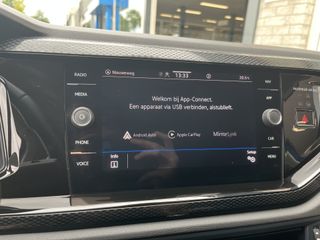 RADIO
MEDIA
PHONE
VOICE
Nieuweweg
13:33
20,5°C
Welkom bij App-Connect.
Een apparaat via USB verbinden, alstublieft.
Android Auto
Apple CarPlay
MirrorLink
Info
Setup
NAV
APP
CAR
MENU